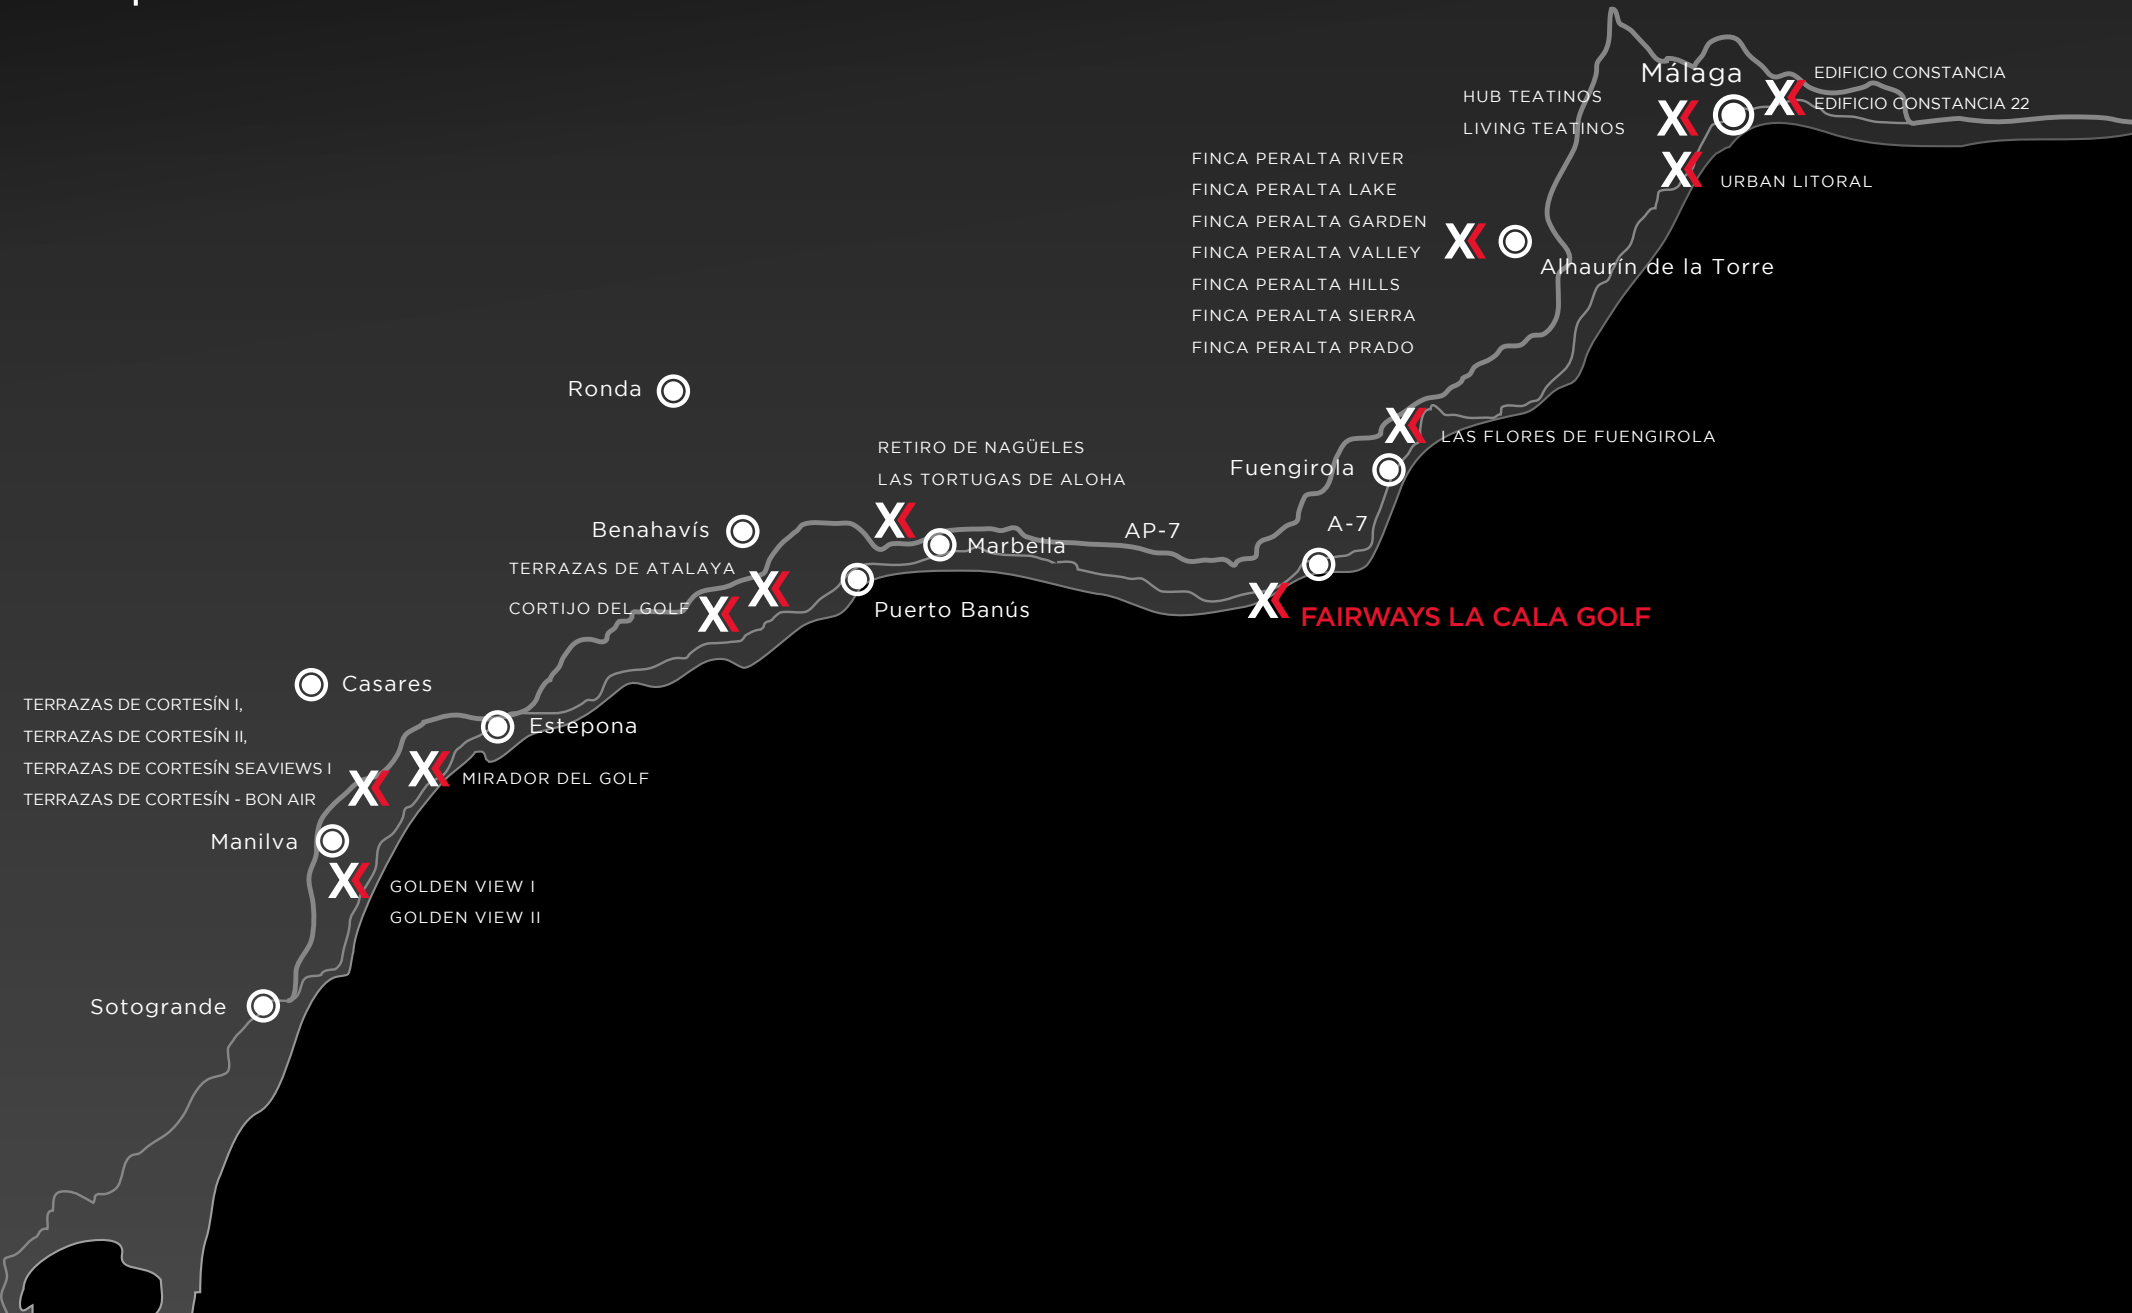 Málaga
EDIFICIO CONSTANCIA
EDIFICIO CONSTANCIA 22
HUB TEATINOS
LIVING TEATINOS
URBAN LITORAL
FINCA PERALTA RIVER
FINCA PERALTA LAKE
FINCA PERALTA GARDEN
FINCA PERALTA VALLEY
FINCA PERALTA HILLS
FINCA PERALTA SIERRA
FINCA PERALTA PRADO
Alhaurín de la Torre
Ronda
RETIRO DE NAGÜELES
LAS TORTUGAS DE ALOHA
LAS FLORES DE FUENGIROLA
Fuengirola
Benahavís
Marbella
AP-7
A-7
TERRAZAS DE ATALAYA
CORTIJO DEL GOLF
Puerto Banús
FAIRWAYS LA CALA GOLF
Casares
TERRAZAS DE CORTESÍN I,
TERRAZAS DE CORTESÍN II,
TERRAZAS DE CORTESÍN SEAVIEWS I
TERRAZAS DE CORTESÍN - BON AIR
Estepona
MIRADOR DEL GOLF
Manilva
GOLDEN VIEW I
GOLDEN VIEW II
Sotogrande